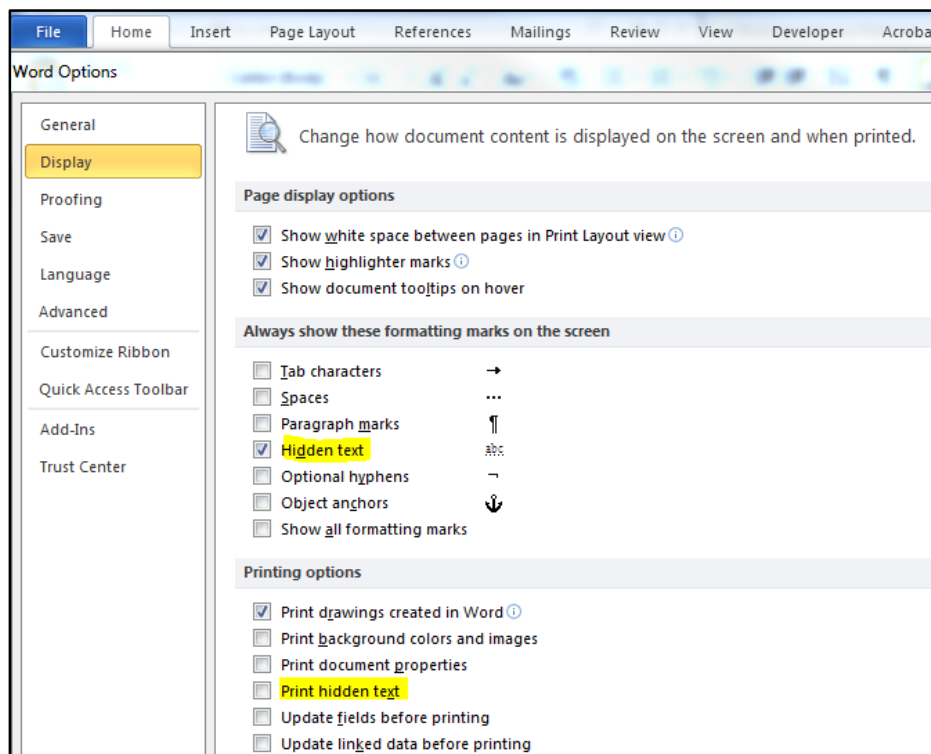 File Home Insert Page Layout References Mailings Review View Developer Acroba
Word Options
General
Display
Proofing
Save
Language
Advanced
Customize Ribbon
Quick Access Toolbar
Add-Ins
Trust Center
Change how document content is displayed on the screen and when printed.
Page display options
Show white space between pages in Print Layout view
Show highlighter marks
Show document tooltips on hover
Always show these formatting marks on the screen
Tab characters →
Spaces ...
Paragraph marks ¶
Hidden text abc
Optional hyphens ¬
Object anchors
Show all formatting marks
Printing options
Print drawings created in Word
Print background colors and images
Print document properties
Print hidden text
Update fields before printing
Update linked data before printing